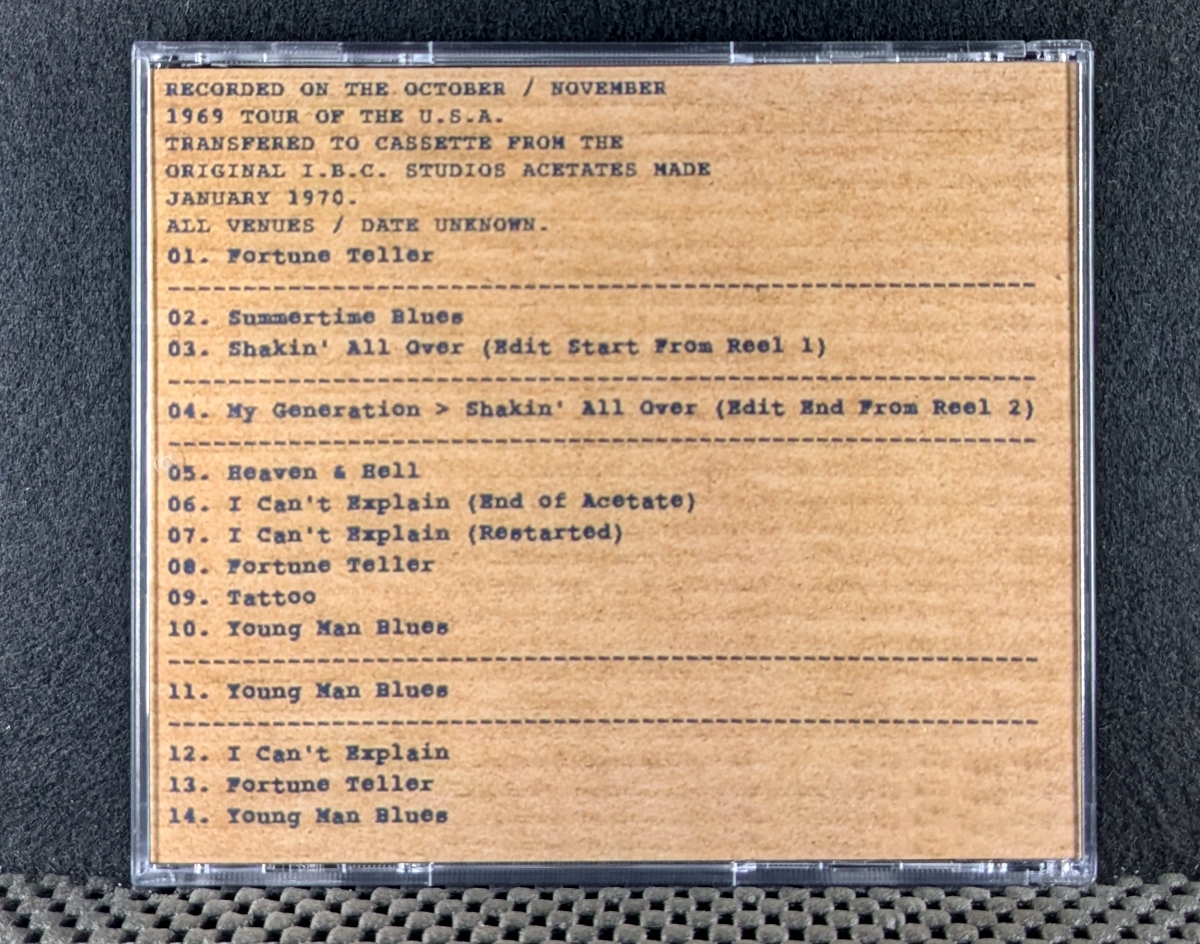 RECORDED ON THE OCTOBER / NOVEMBER
1969 TOUR OF THE U.S.A.
TRANSFERED TO CASSETTE FROM THE
ORIGINAL I.B.C. STUDIOS ACETATES MADE
JANUARY 1970.
ALL VENUES / DATE UNKNOWN.
01. Fortune Teller
--------------------------------------------------------
02. Summertime Blues
03. Shakin' All Over (Edit Start From Reel 1)
--------------------------------------------------------
04. My Generation > Shakin' All Over (Edit End From Reel 2)
--------------------------------------------------------
05. Heaven & Hell
06. I Can't Explain (End of Acetate)
07. I Can't Explain (Restarted)
08. Fortune Teller
09. Tattoo
10. Young Man Blues
--------------------------------------------------------
11. Young Man Blues
--------------------------------------------------------
12. I Can't Explain
13. Fortune Teller
14. Young Man Blues